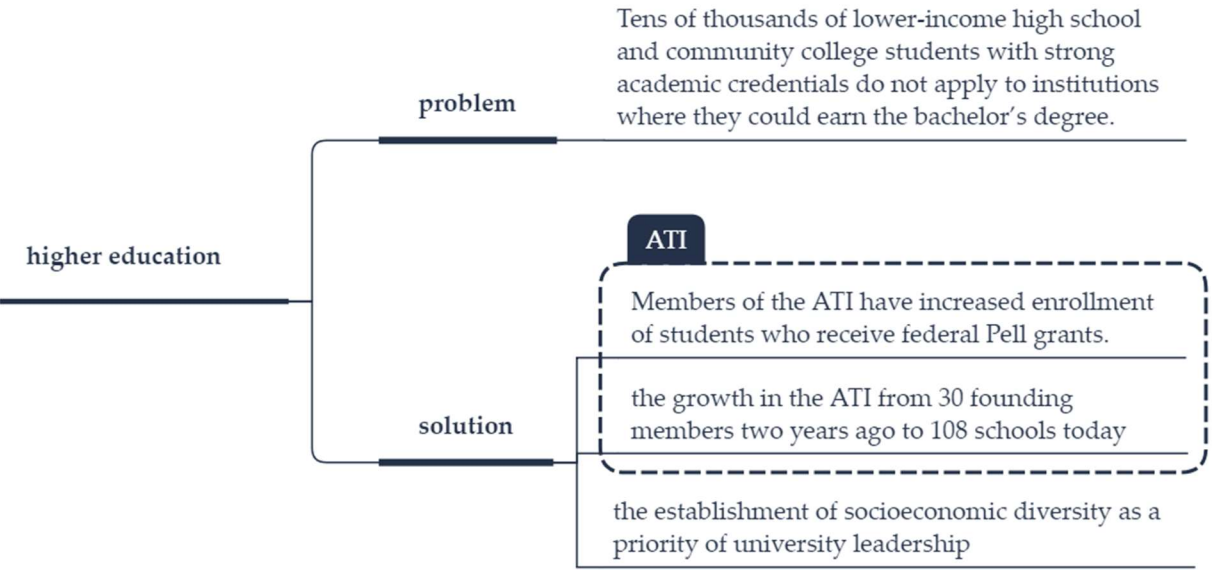 higher education
problem
Tens of thousands of lower-income high school
and community college students with strong
academic credentials do not apply to institutions
where they could earn the bachelor’s degree.
solution
ATI
Members of the ATI have increased enrollment
of students who receive federal Pell grants.
the growth in the ATI from 30 founding
members two years ago to 108 schools today
the establishment of socioeconomic diversity as a
priority of university leadership